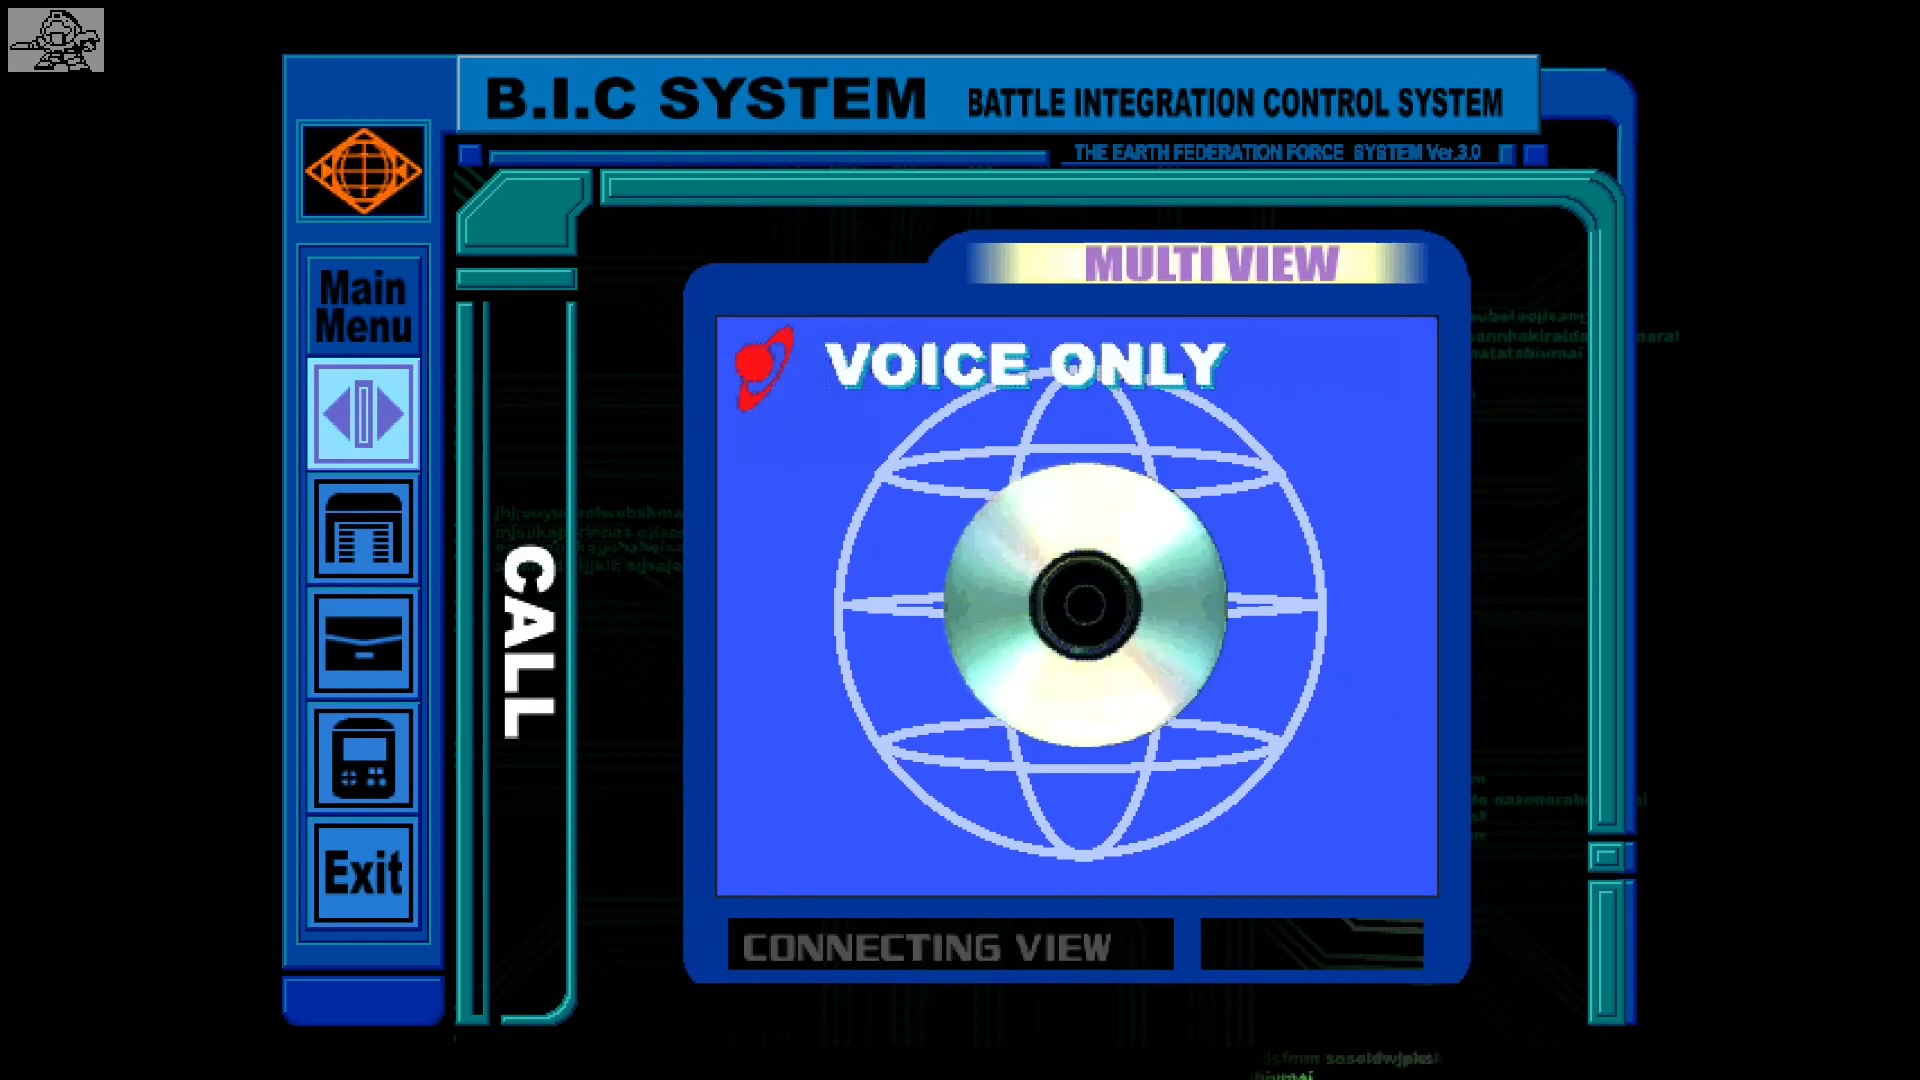 B.I.C SYSTEM BATTLE INTEGRATION CONTROL SYSTEM
THE EARTH FEDERATION FORCE SYSTEM Ver.3.0
Main
Menu
MULTI VIEW
VOICE ONLY
CALL
Exit
CONNECTING VIEW